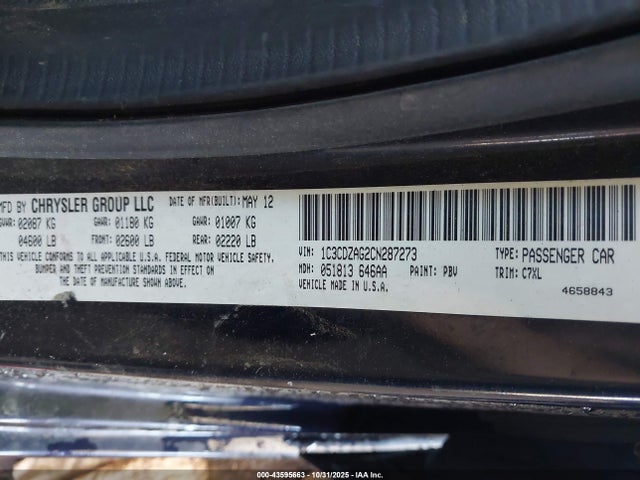 MFD BY CHRYSLER GROUP LLC DATE OF MFR(BUILT): MAY 12
GVWR: 02087 KG GAWR: 01180 KG GAWR: 01007 KG
04600 LB FRONT: 02600 LB REAR: 02220 LB
THIS VEHICLE CONFORMS TO ALL APPLICABLE U.S.A. FEDERAL MOTOR VEHICLE SAFETY,
BUMPER AND THEFT PREVENTION STANDARDS IN EFFECT ON
THE DATE OF MANUFACTURE SHOWN ABOVE.
VIN: 1C3CDZAG2CN287273 TYPE: PASSENGER CAR
MDH: 051813 646AA PAINT: PBV TRIM: C7XL
VEHICLE MADE IN U.S.A.
4658843
000-43595663 - 10/31/2025 - IAA Inc.